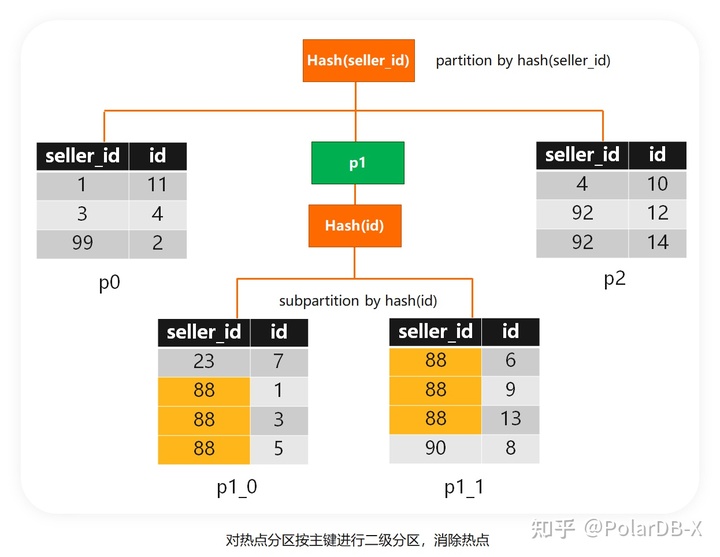 Hash(seller_id)
partition by hash(seller_id)
seller_id id
1 11
3 4
99 2
p0
p1
Hash(id)
seller_id id
4 10
92 12
92 14
p2
subpartition by hash(id)
seller_id id
23 7
88 1
88 3
88 5
p1_0
seller_id id
88 6
88 9
88 13
90 8
p1_1
对热点分区按主键进行二级分区，消除热点
知乎 @PolarDB-X